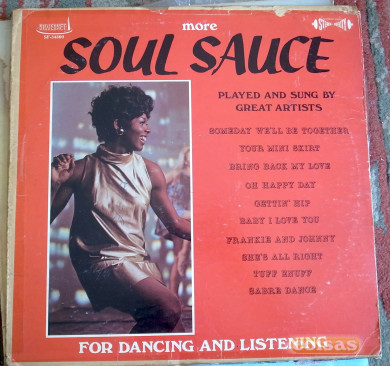 SOMERSET
more
STEREO
SOUL SAUCE
PLAYED AND SUNG BY
GREAT ARTISTS
SOMEDAY WE'LL BE TOGETHER
YOUR MINI SKIRT
BRING BACK MY LOVE
OH HAPPY DAY
GETTIN' HIP
BABY I LOVE YOU
FRANKIE AND JOHNNY
SHE'S ALL RIGHT
TUFF ENUFF
SABRE DANCE
FOR DANCING AND LISTENING